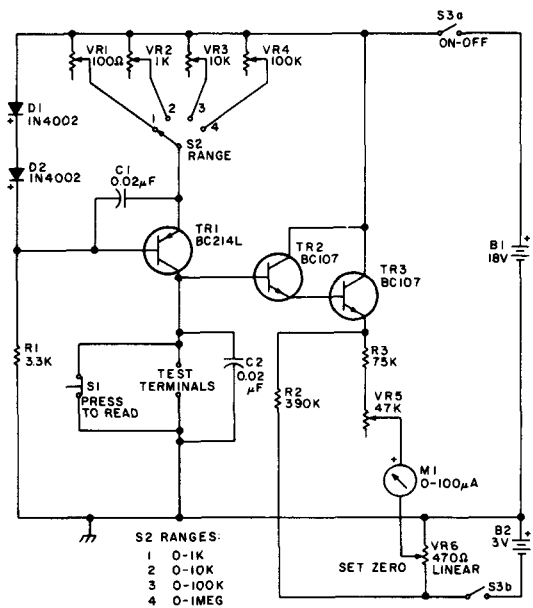 S3a
ON-OFF
VR1
100Ω
VR2
1K
VR3
10K
VR4
100K
D1
1N4002
+
1
2
3
4
S2
RANGE
D2
1N4002
+
C1
0.02µF
TR1
BC214L
TR2
BC107
TR3
BC107
B1
18V
+
R1
3.3K
S1
PRESS
TO READ
TEST
TERMINALS
C2
0.02
µF
R2
390K
R3
75K
VR5
47K
+
M1
0-100µA
B2
3V
+
VR6
470Ω
LINEAR
SET ZERO
S3b
S2 RANGES:
1 0-1K
2 0-10K
3 0-100K
4 0-1MEG